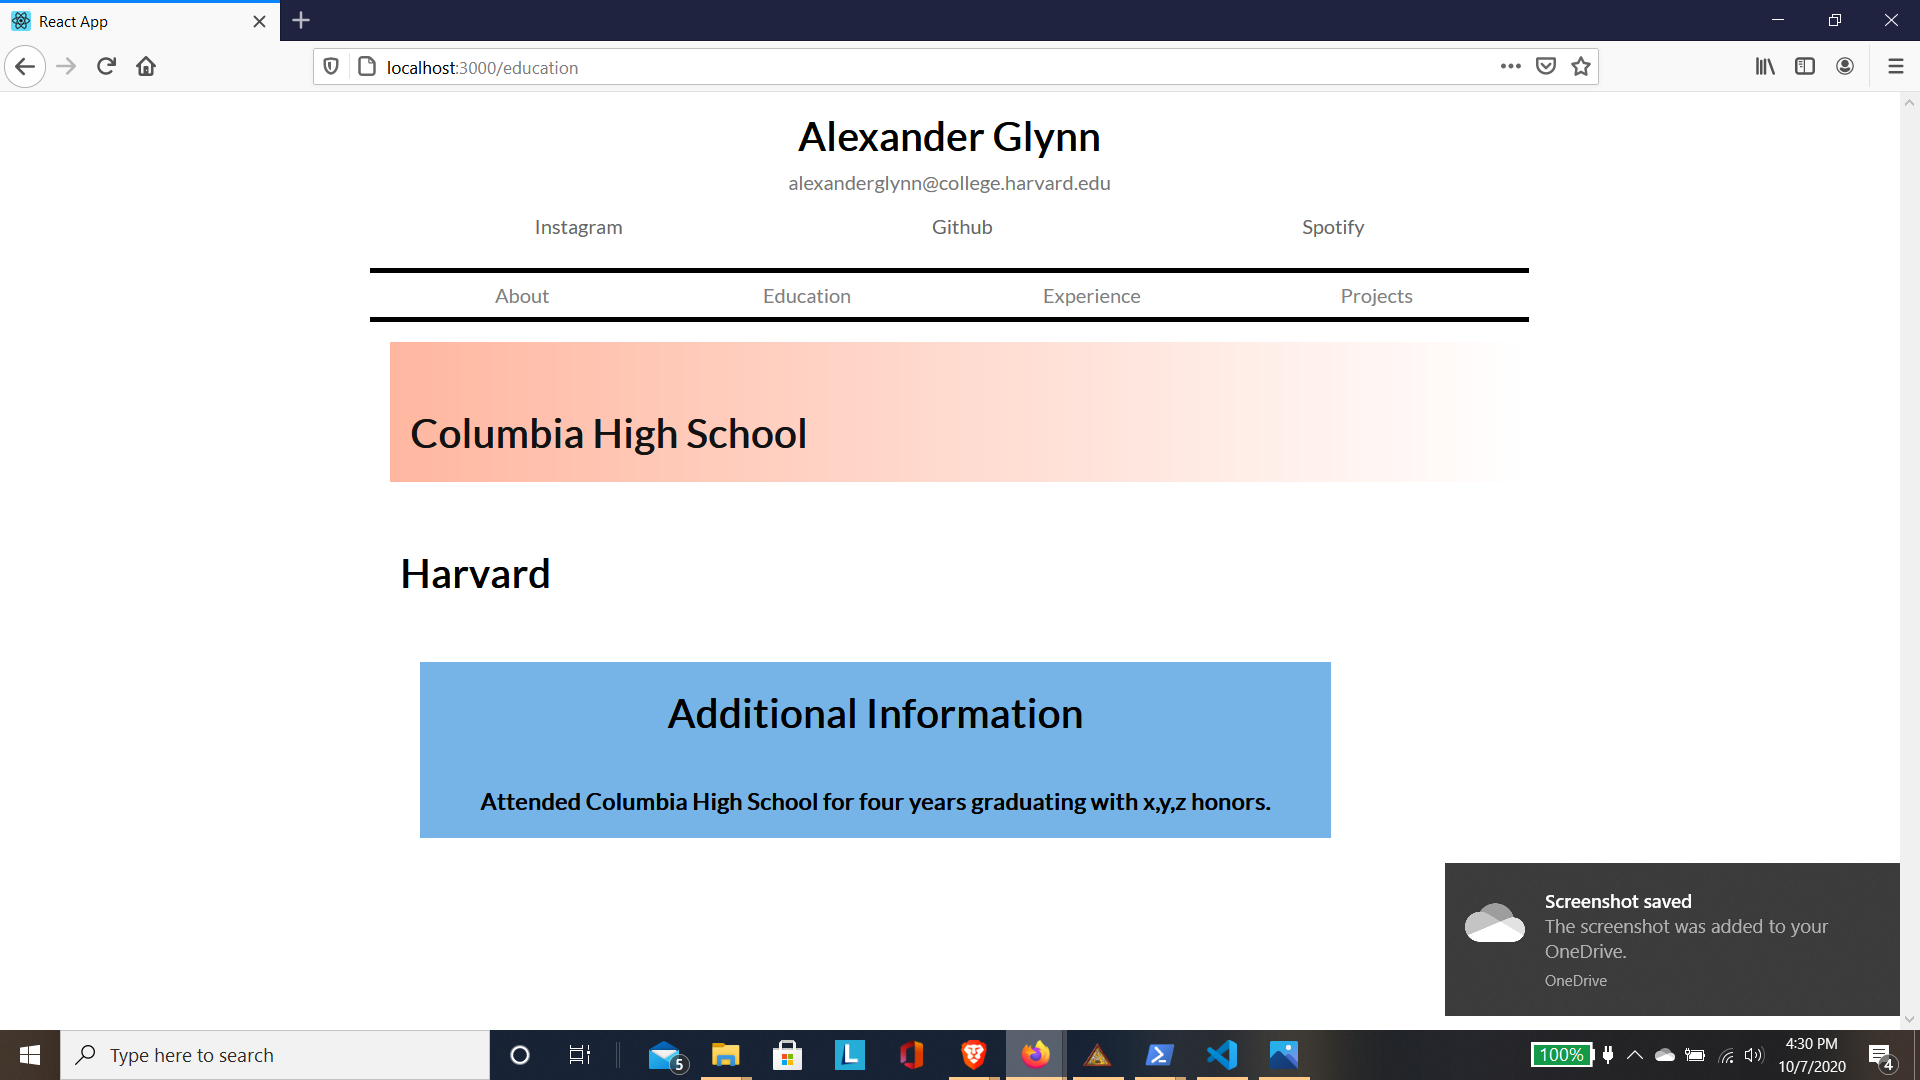 React App
localhost:3000/education
Alexander Glynn
alexanderglynn@college.harvard.edu
Instagram Github Spotify
About Education Experience Projects
Columbia High School
Harvard
Additional Information
Attended Columbia High School for four years graduating with x,y,z honors.
Screenshot saved
The screenshot was added to your
OneDrive.
OneDrive
Type here to search
5
L
100%
4:30 PM
10/7/2020
4